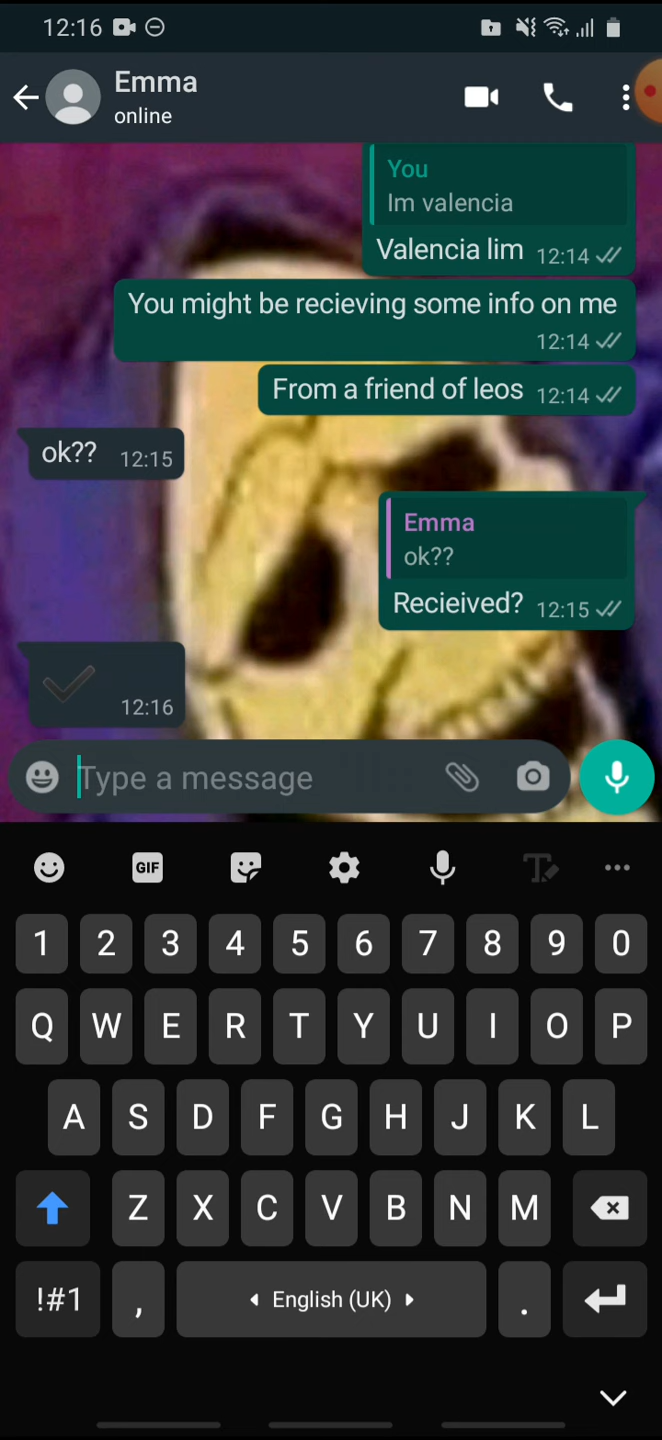 12:16
Emma
online
You
Im valencia
Valencia lim 12:14
You might be recieving some info on me
12:14
From a friend of leos 12:14
ok?? 12:15
Emma
ok??
Recieived? 12:15
12:16
Type a message
GIF
1 2 3 4 5 6 7 8 9 0
Q W E R T Y U I O P
A S D F G H J K L
Z X C V B N M
!#1 , English (UK) .